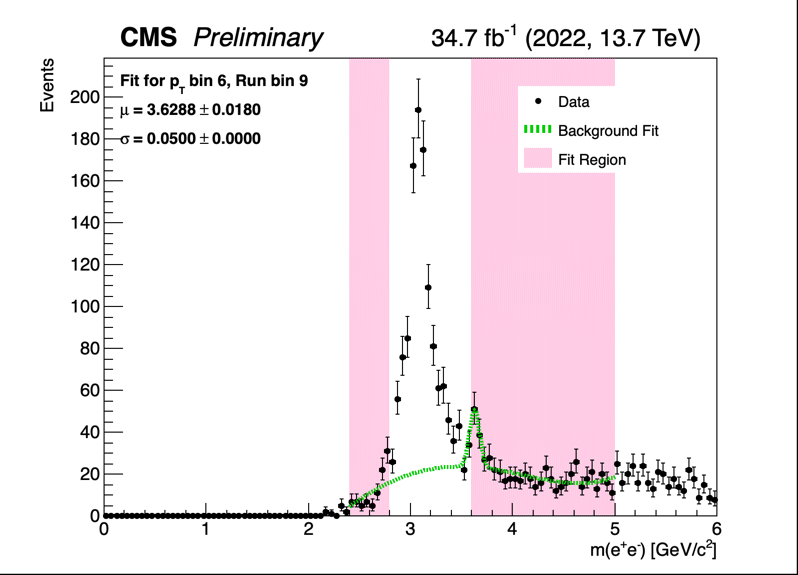 CMS Preliminary 34.7 fb⁻¹ (2022, 13.7 TeV)
Events
Fit for p_T bin 6, Run bin 9
μ = 3.6288 ± 0.0180
σ = 0.0500 ± 0.0000
Data
Background Fit
Fit Region
200
180
160
140
120
100
80
60
40
20
0
0 1 2 3 4 5 6
m(e⁺e⁻) [GeV/c²]